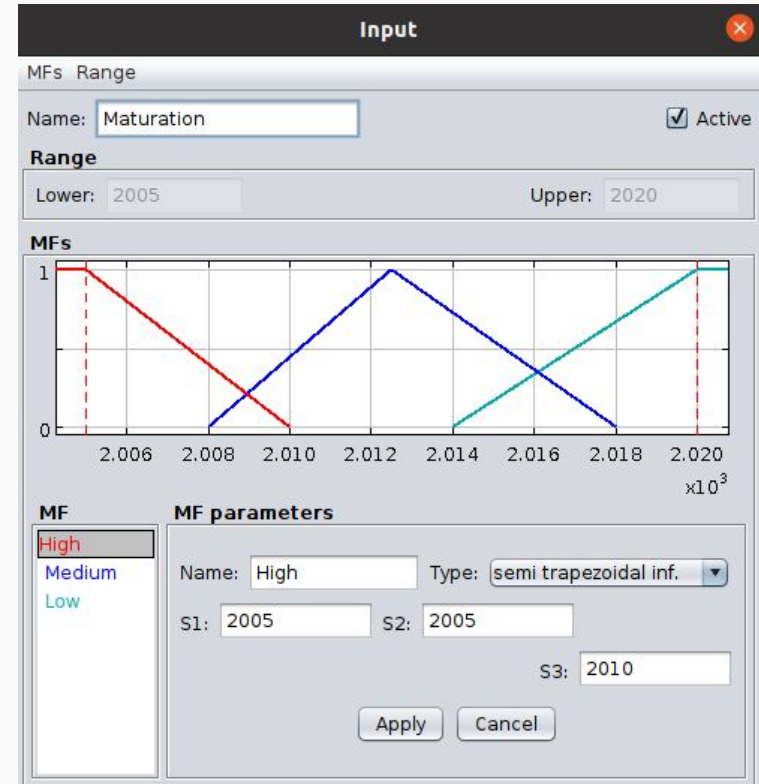 Input
MFs Range
Name: Maturation Active
Range
Lower: 2005 Upper: 2020
MFs
1
0
2.006 2.008 2.010 2.012 2.014 2.016 2.018 2.020
x10³
MF MF parameters
High
Medium Name: High Type: semi trapezoidal inf.
Low
S1: 2005 S2: 2005
S3: 2010
Apply Cancel